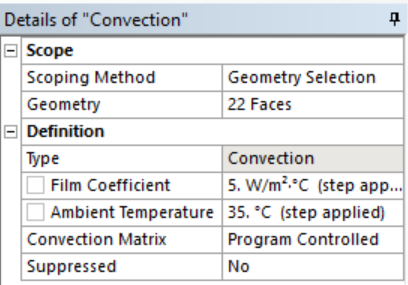 Details of "Convection"
Scope
Scoping Method Geometry Selection
Geometry 22 Faces
Definition
Type Convection
Film Coefficient 5. W/m²·°C (step app...
Ambient Temperature 35. °C (step applied)
Convection Matrix Program Controlled
Suppressed No